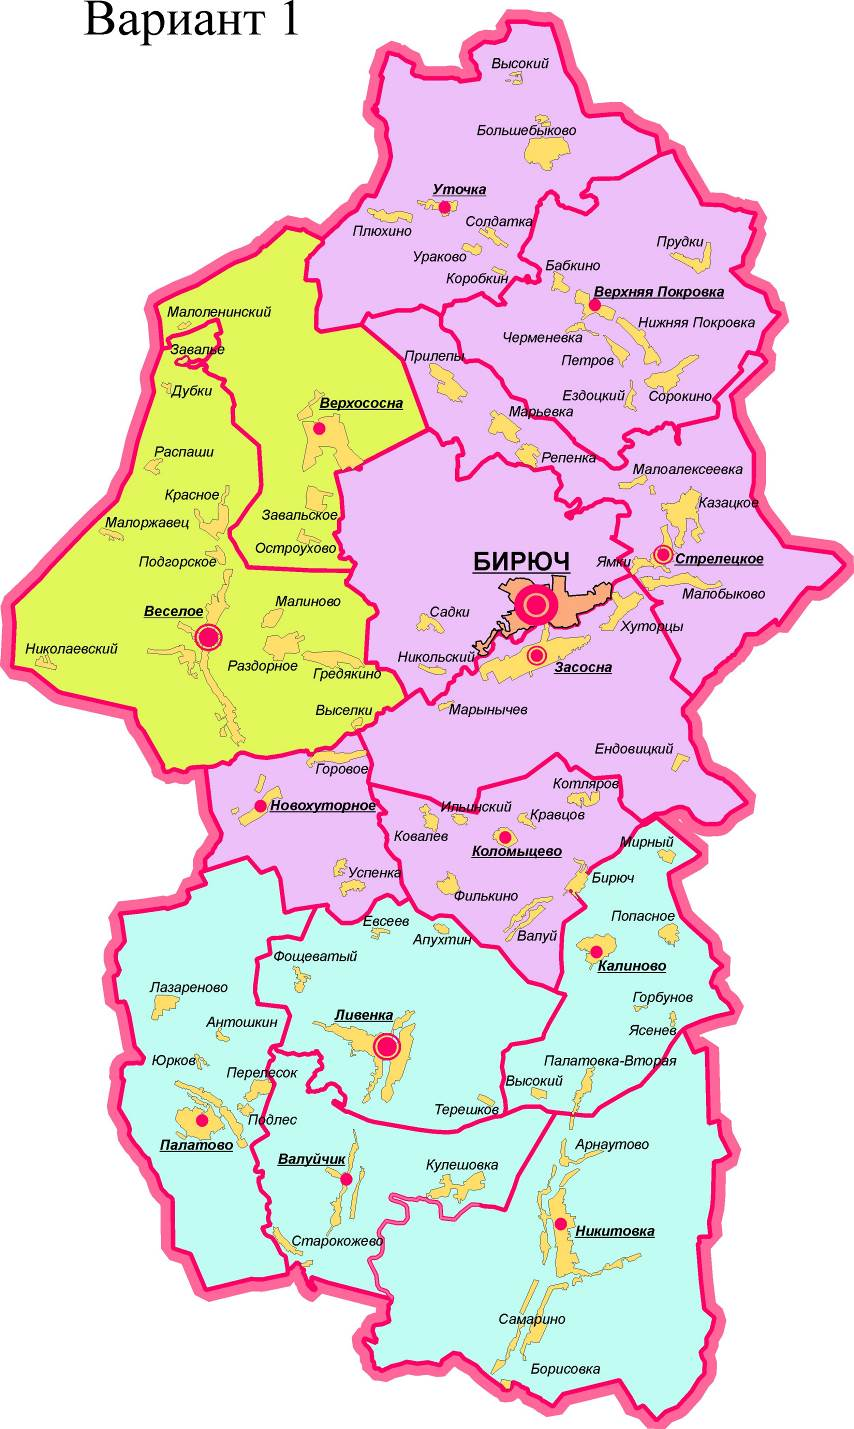 Вариант 1
Высокий
Большебыково
Уточка
Плюхино
Солдатка
Ураково
Коробкин
Прудки
Бабкино
Верхняя Покровка
Малоленинский
Нижняя Покровка
Черменевка
Завалье
Прилепы
Петров
Дубки
Ездоцкий
Сорокино
Верхососна
Марьевка
Распаши
Репенка
Малоалексеевка
Красное
Казацкое
Завальское
Малоржавец
Остроухово
Подгорское
БИРЮЧ
Ямки
Стрелецкое
Малиново
Малобыково
Веселое
Садки
Хуторцы
Николаевский
Раздорное
Никольский
Засосна
Гредякино
Выселки
Марынычев
Ендовицкий
Горовое
Котляров
Новохуторное
Ильинский
Кравцов
Ковалев
Мирный
Коломыцево
Успенка
Бирюч
Филькино
Попасное
Евсеев
Валуй
Апухтин
Фощеватый
Калиново
Лазареново
Горбунов
Ливенка
Антошкин
Ясенев
Юрков
Палатовка-Вторая
Перелесок
Высокий
Терешков
Подлес
Палатово
Арнаутово
Валуйчик
Кулешовка
Никитовка
Старокожево
Самарино
Борисовка